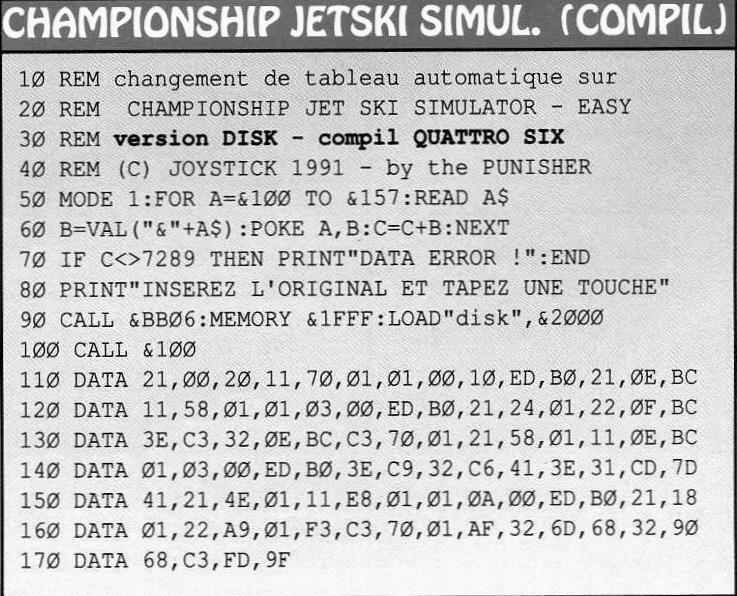 CHAMPIONSHIP JETSKI SIMUL. (COMPIL)
10 REM changement de tableau automatique sur
20 REM  CHAMPIONSHIP JET SKI SIMULATOR - EASY
30 REM version DISK - compil QUATTRO SIX
40 REM (C) JOYSTICK 1991 - by the PUNISHER
50 MODE 1:FOR A=&100 TO &157:READ A$
60 B=VAL("&"+A$):POKE A,B:C=C+B:NEXT
70 IF C<>7289 THEN PRINT"DATA ERROR !":END
80 PRINT"INSEREZ L'ORIGINAL ET TAPEZ UNE TOUCHE"
90 CALL &BB06:MEMORY &1FFF:LOAD"disk",&2000
100 CALL &100
110 DATA 21,00,20,11,70,01,01,00,10,ED,B0,21,0E,BC
120 DATA 11,58,01,01,03,00,ED,B0,21,24,01,22,0F,BC
130 DATA 3E,C3,32,0E,BC,C3,70,01,21,58,01,11,0E,BC
140 DATA 01,03,00,ED,B0,3E,C9,32,C6,41,3E,31,CD,7D
150 DATA 41,21,4E,01,11,E8,01,01,0A,00,ED,B0,21,18
160 DATA 01,22,A9,01,F3,C3,70,01,AF,32,6D,68,32,90
170 DATA 68,C3,FD,9F